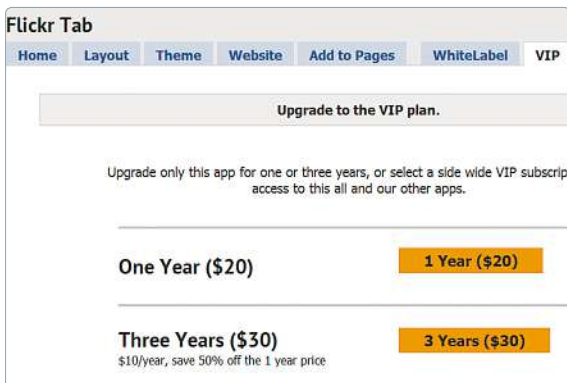 Flickr Tab
Home Layout Theme Website Add to Pages WhiteLabel VIP
Upgrade to the VIP plan.
Upgrade only this app for one or three years, or select a side wide VIP subscrip
access to this all and our other apps.
One Year ($20) 1 Year ($20)
Three Years ($30) 3 Years ($30)
$10/year, save 50% off the 1 year price